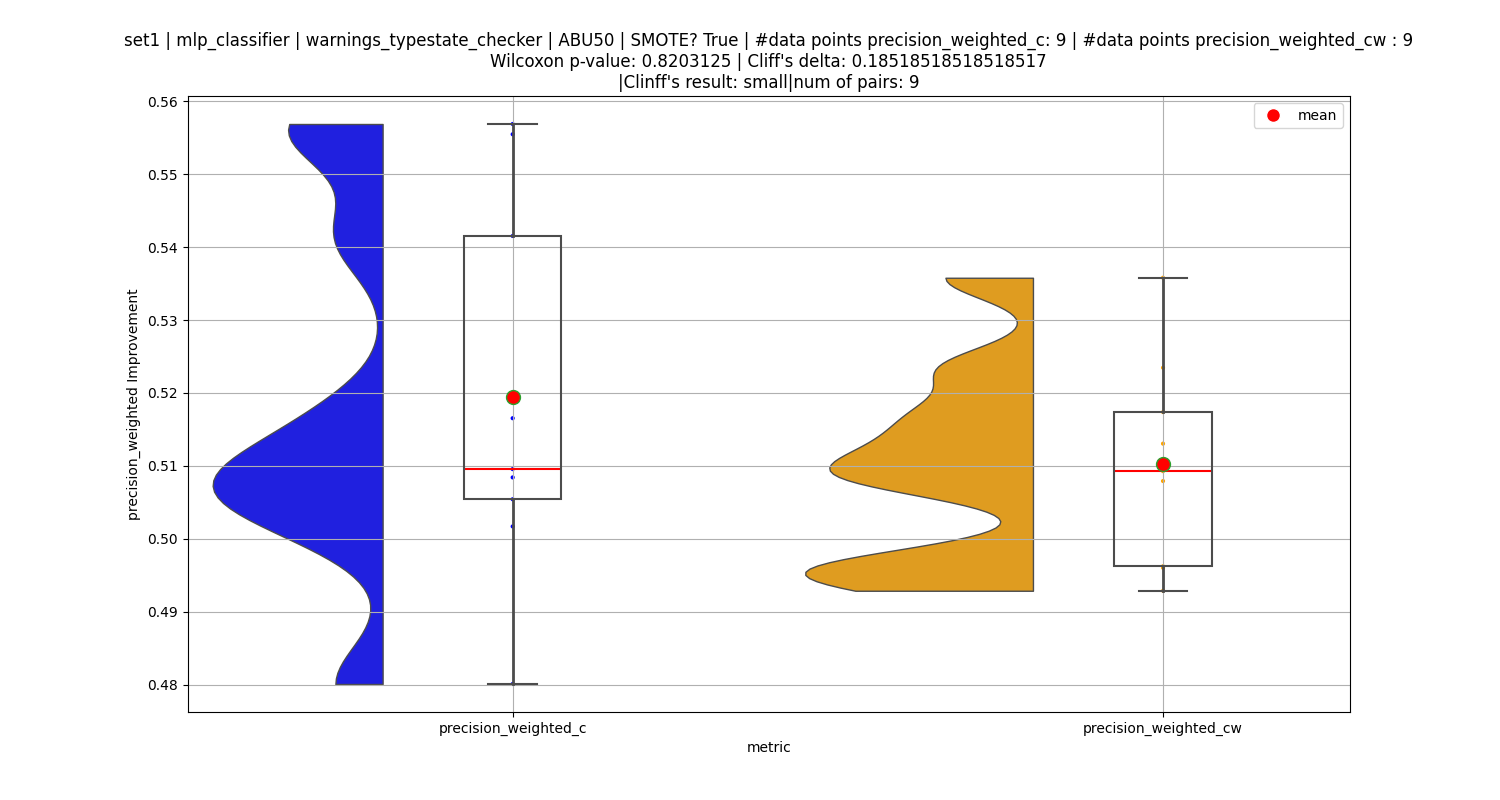 set1 | mlp_classifier | warnings_typestate_checker | ABU50 | SMOTE? True | #data points precision_weighted_c: 9 | #data points precision_weighted_cw : 9
Wilcoxon p-value: 0.8203125 | Cliff's delta: 0.18518518518518517
|Clinff's result: small|num of pairs: 9
mean
0.56
0.55
0.54
0.53
0.52
0.51
0.50
0.49
0.48
precision_weighted Improvement
precision_weighted_c
precision_weighted_cw
metric